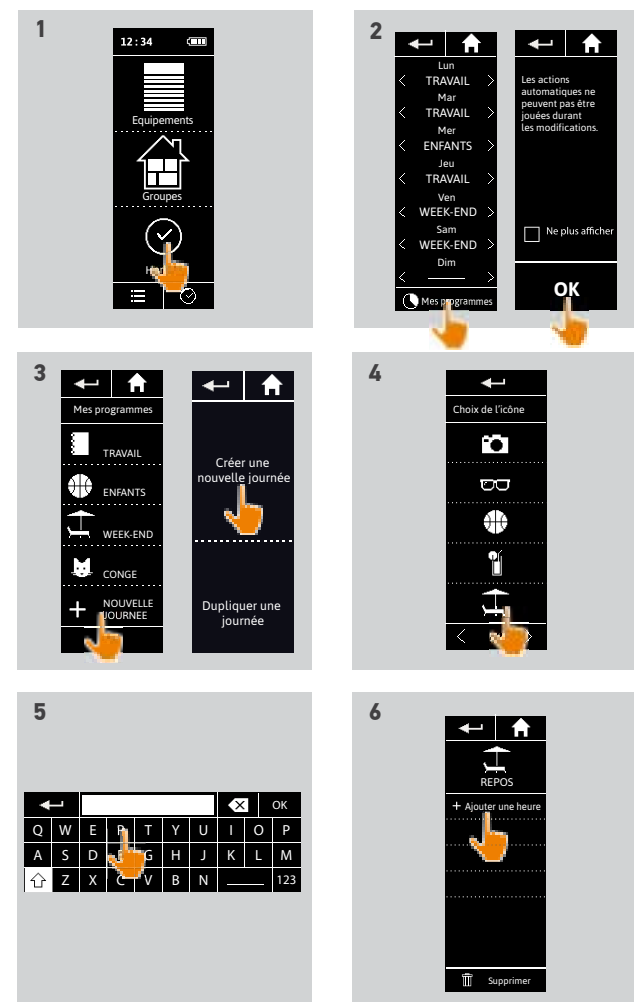 1
12:34
Equipements
Groupes
2
Lun
TRAVAIL
Mar
TRAVAIL
Mer
ENFANTS
Jeu
TRAVAIL
Ven
WEEK-END
Sam
WEEK-END
Dim
Mes programmes
Les actions
automatiques ne
peuvent pas être
jouées durant
les modifications.
Ne plus afficher
OK
3
Mes programmes
TRAVAIL
ENFANTS
WEEK-END
CONGE
+ NOUVELLE
JOURNEE
Créer une
nouvelle journée
Dupliquer une
journée
4
Choix de l'icône
5
OK
Q W E R T Y U I O P
A S D G H J K L M
Z X C V B N 123
6
REPOS
+ Ajouter une heure
Supprimer